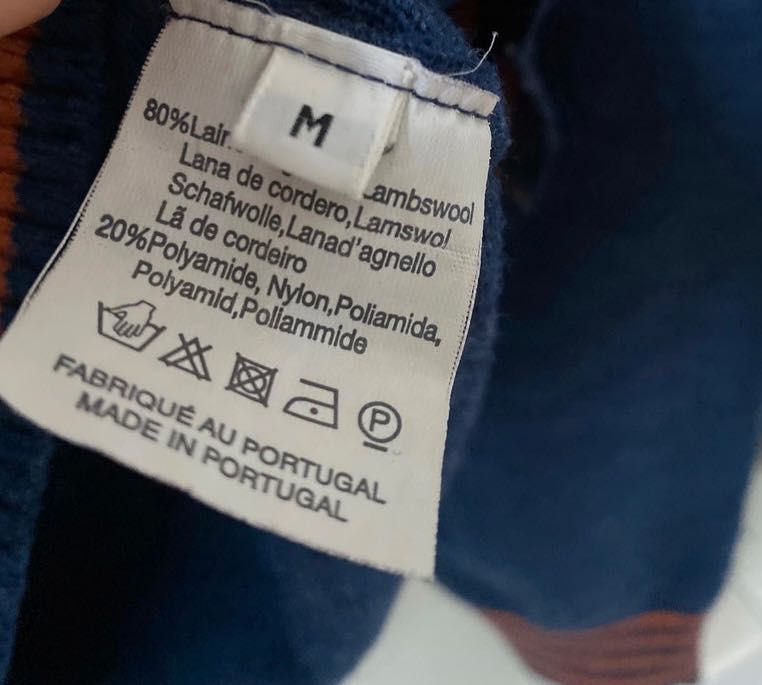 M
80%
Lambswool
Lana de cordero,Lamswol
Schafwolle,Lanad'agnello
Lã de cordeiro
20%Polyamide, Nylon,Poliamida,
Polyamid,Poliammide
P
FABRIQUÉ AU PORTUGAL
MADE IN PORTUGAL